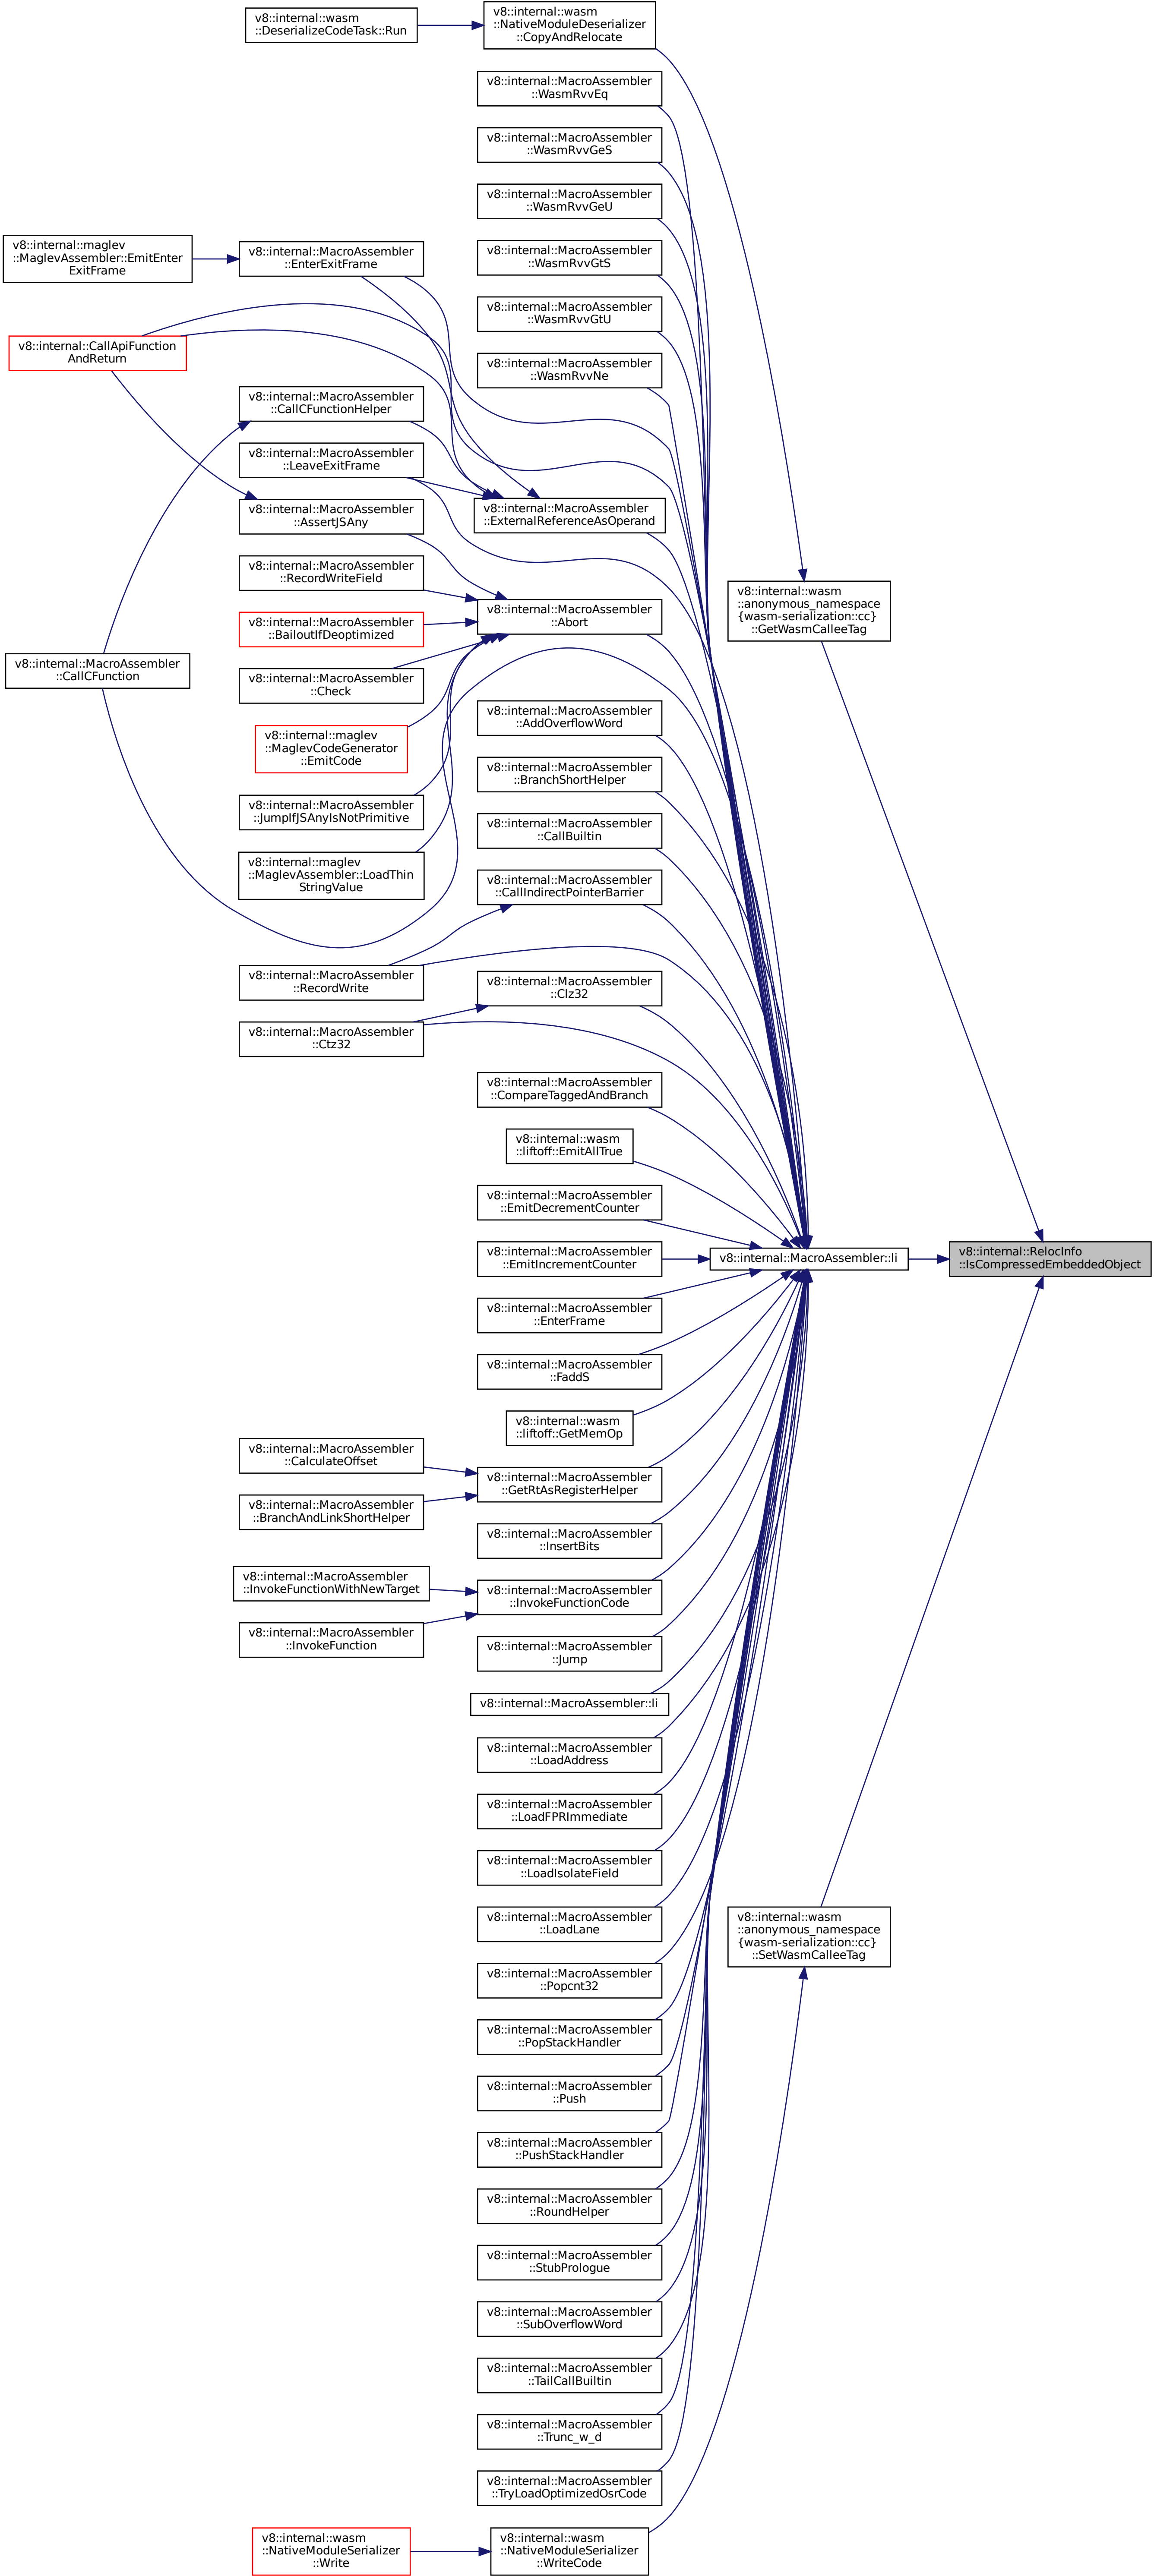 v8::internal::wasm
::DeserializeCodeTask::Run
v8::internal::wasm
::NativeModuleDeserializer
::CopyAndRelocate
v8::internal::MacroAssembler
::WasmRvvEq
v8::internal::MacroAssembler
::WasmRvvGeS
v8::internal::MacroAssembler
::WasmRvvGeU
v8::internal::maglev
::MaglevAssembler::EmitEnter
ExitFrame
v8::internal::MacroAssembler
::EnterExitFrame
v8::internal::MacroAssembler
::WasmRvvGtS
v8::internal::MacroAssembler
::WasmRvvGtU
v8::internal::CallApiFunction
AndReturn
v8::internal::MacroAssembler
::WasmRvvNe
v8::internal::MacroAssembler
::CallCFunctionHelper
v8::internal::MacroAssembler
::LeaveExitFrame
v8::internal::MacroAssembler
::AssertJSAny
v8::internal::MacroAssembler
::ExternalReferenceAsOperand
v8::internal::MacroAssembler
::RecordWriteField
v8::internal::wasm
::anonymous_namespace
{wasm-serialization::cc}
::GetWasmCalleeTag
v8::internal::MacroAssembler
::BailoutIfDeoptimized
v8::internal::MacroAssembler
::Abort
v8::internal::MacroAssembler
::CallCFunction
v8::internal::MacroAssembler
::Check
v8::internal::MacroAssembler
::AddOverflowWord
v8::internal::maglev
::MaglevCodeGenerator
::EmitCode
v8::internal::MacroAssembler
::BranchShortHelper
v8::internal::MacroAssembler
::JumpIfJSAnyIsNotPrimitive
v8::internal::MacroAssembler
::CallBuiltin
v8::internal::maglev
::MaglevAssembler::LoadThin
StringValue
v8::internal::MacroAssembler
::CallIndirectPointerBarrier
v8::internal::MacroAssembler
::RecordWrite
v8::internal::MacroAssembler
::Clz32
v8::internal::MacroAssembler
::Ctz32
v8::internal::MacroAssembler
::CompareTaggedAndBranch
v8::internal::wasm
::liftoff::EmitAllTrue
v8::internal::MacroAssembler
::EmitDecrementCounter
v8::internal::MacroAssembler
::EmitIncrementCounter
v8::internal::MacroAssembler::li
v8::internal::RelocInfo
::IsCompressedEmbeddedObject
v8::internal::MacroAssembler
::EnterFrame
v8::internal::MacroAssembler
::FaddS
v8::internal::wasm
::liftoff::GetMemOp
v8::internal::MacroAssembler
::CalculateOffset
v8::internal::MacroAssembler
::GetRtAsRegisterHelper
v8::internal::MacroAssembler
::BranchAndLinkShortHelper
v8::internal::MacroAssembler
::InsertBits
v8::internal::MacroAssembler
::InvokeFunctionWithNewTarget
v8::internal::MacroAssembler
::InvokeFunctionCode
v8::internal::MacroAssembler
::InvokeFunction
v8::internal::MacroAssembler
::Jump
v8::internal::MacroAssembler::li
v8::internal::MacroAssembler
::LoadAddress
v8::internal::MacroAssembler
::LoadFPRImmediate
v8::internal::MacroAssembler
::LoadIsolateField
v8::internal::MacroAssembler
::LoadLane
v8::internal::wasm
::anonymous_namespace
{wasm-serialization::cc}
::SetWasmCalleeTag
v8::internal::MacroAssembler
::Popcnt32
v8::internal::MacroAssembler
::PopStackHandler
v8::internal::MacroAssembler
::Push
v8::internal::MacroAssembler
::PushStackHandler
v8::internal::MacroAssembler
::RoundHelper
v8::internal::MacroAssembler
::StubPrologue
v8::internal::MacroAssembler
::SubOverflowWord
v8::internal::MacroAssembler
::TailCallBuiltin
v8::internal::MacroAssembler
::Trunc_w_d
v8::internal::MacroAssembler
::TryLoadOptimizedOsrCode
v8::internal::wasm
::NativeModuleSerializer
::Write
v8::internal::wasm
::NativeModuleSerializer
::WriteCode